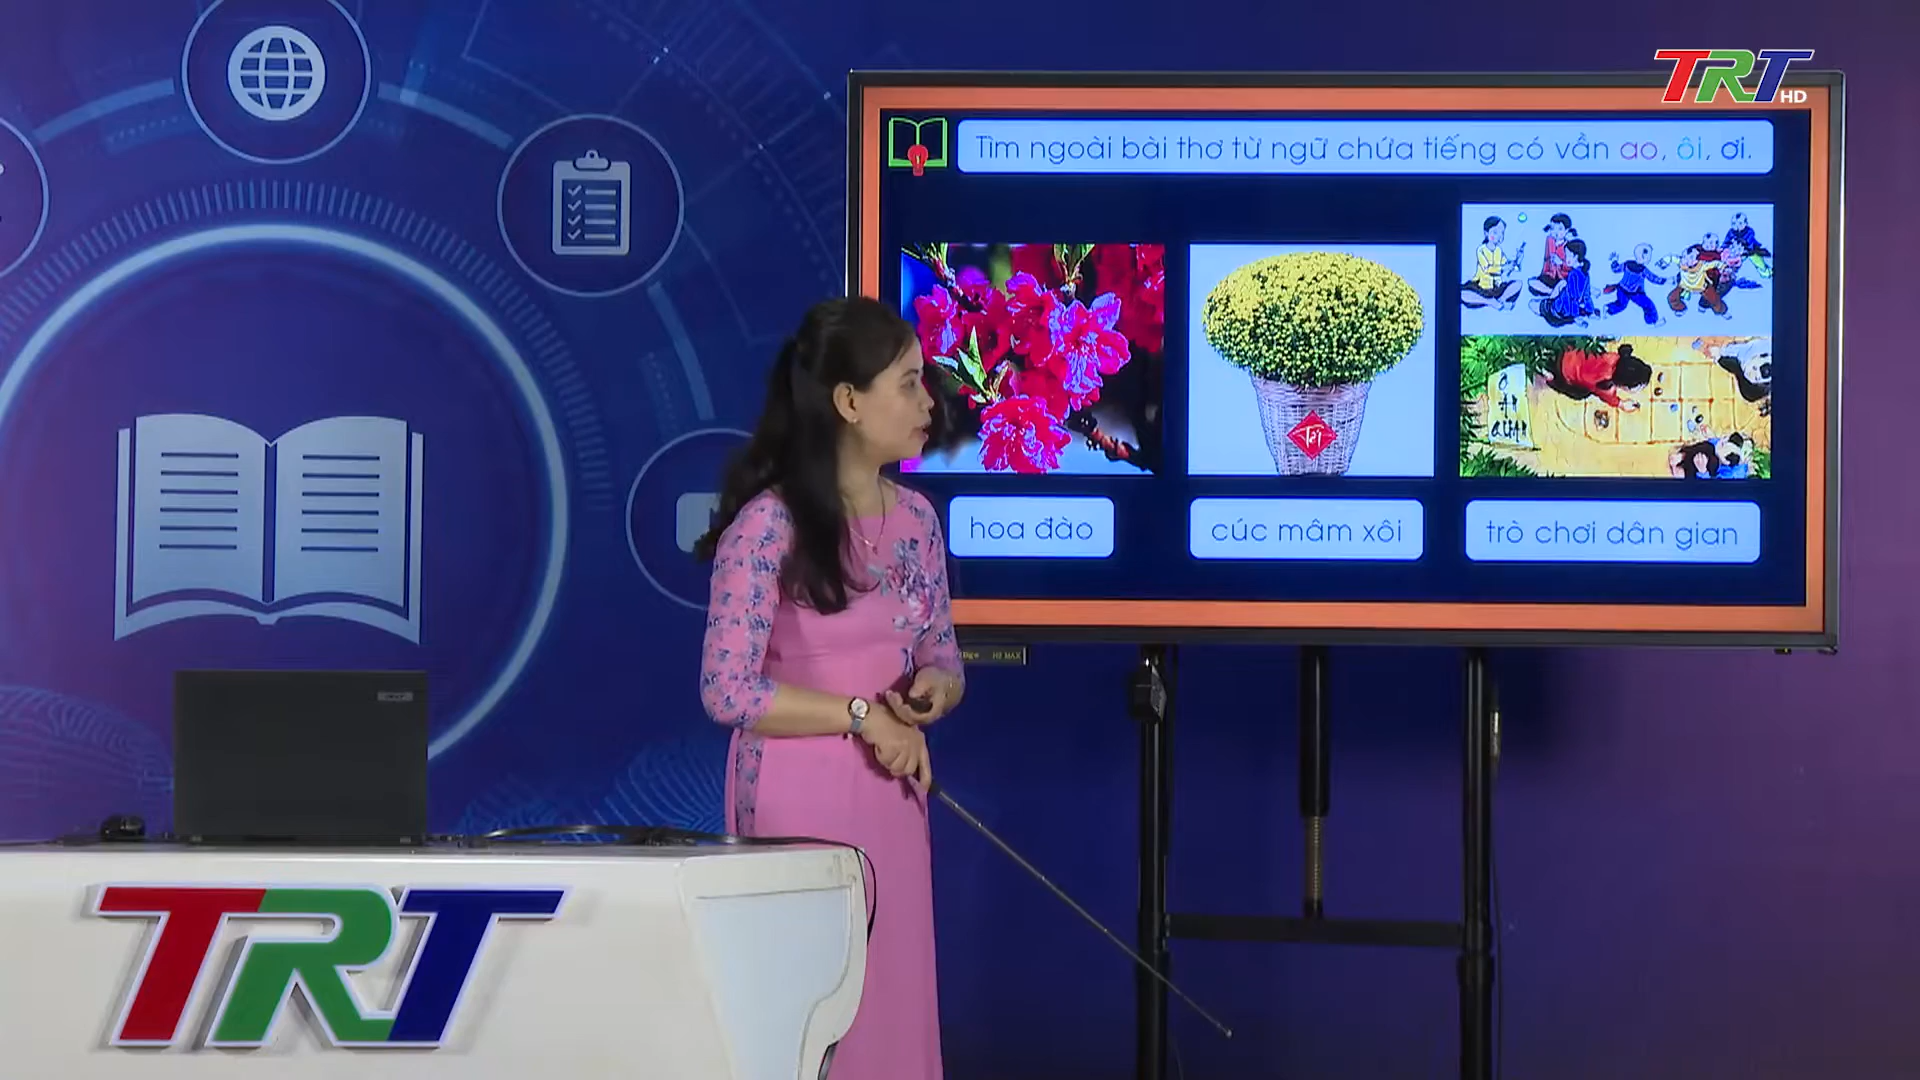 TRT HD
Tìm ngoài bài thơ từ ngữ chứa tiếng có vần ao, ôi, ơi.
hoa đào
cúc mâm xôi
trò chơi dân gian
TRT